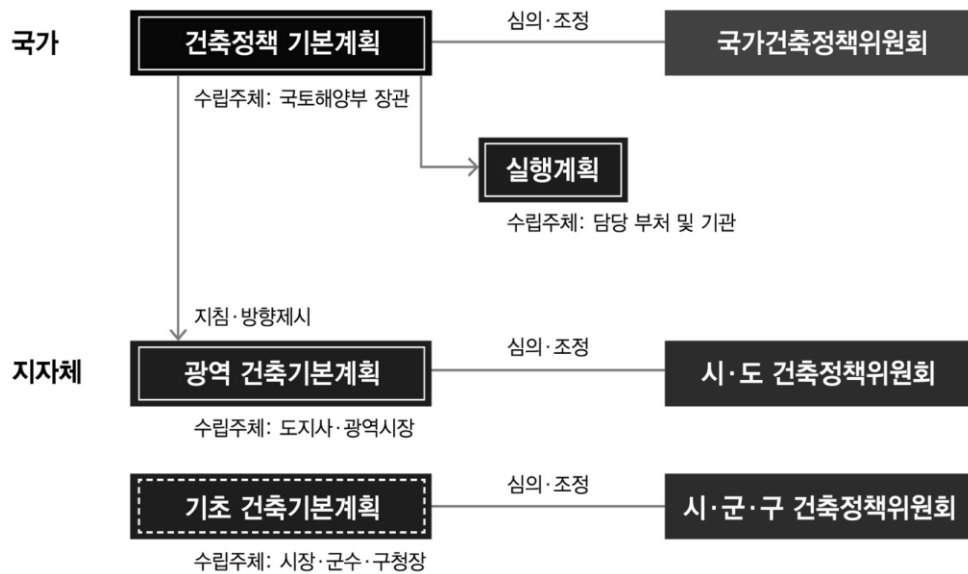 국가
건축정책 기본계획
심의·조정
국가건축정책위원회
수립주체: 국토해양부 장관
실행계획
수립주체: 담당 부처 및 기관
지침·방향제시
지자체
광역 건축기본계획
심의·조정
시·도 건축정책위원회
수립주체: 도지사·광역시장
기초 건축기본계획
심의·조정
시·군·구 건축정책위원회
수립주체: 시장·군수·구청장